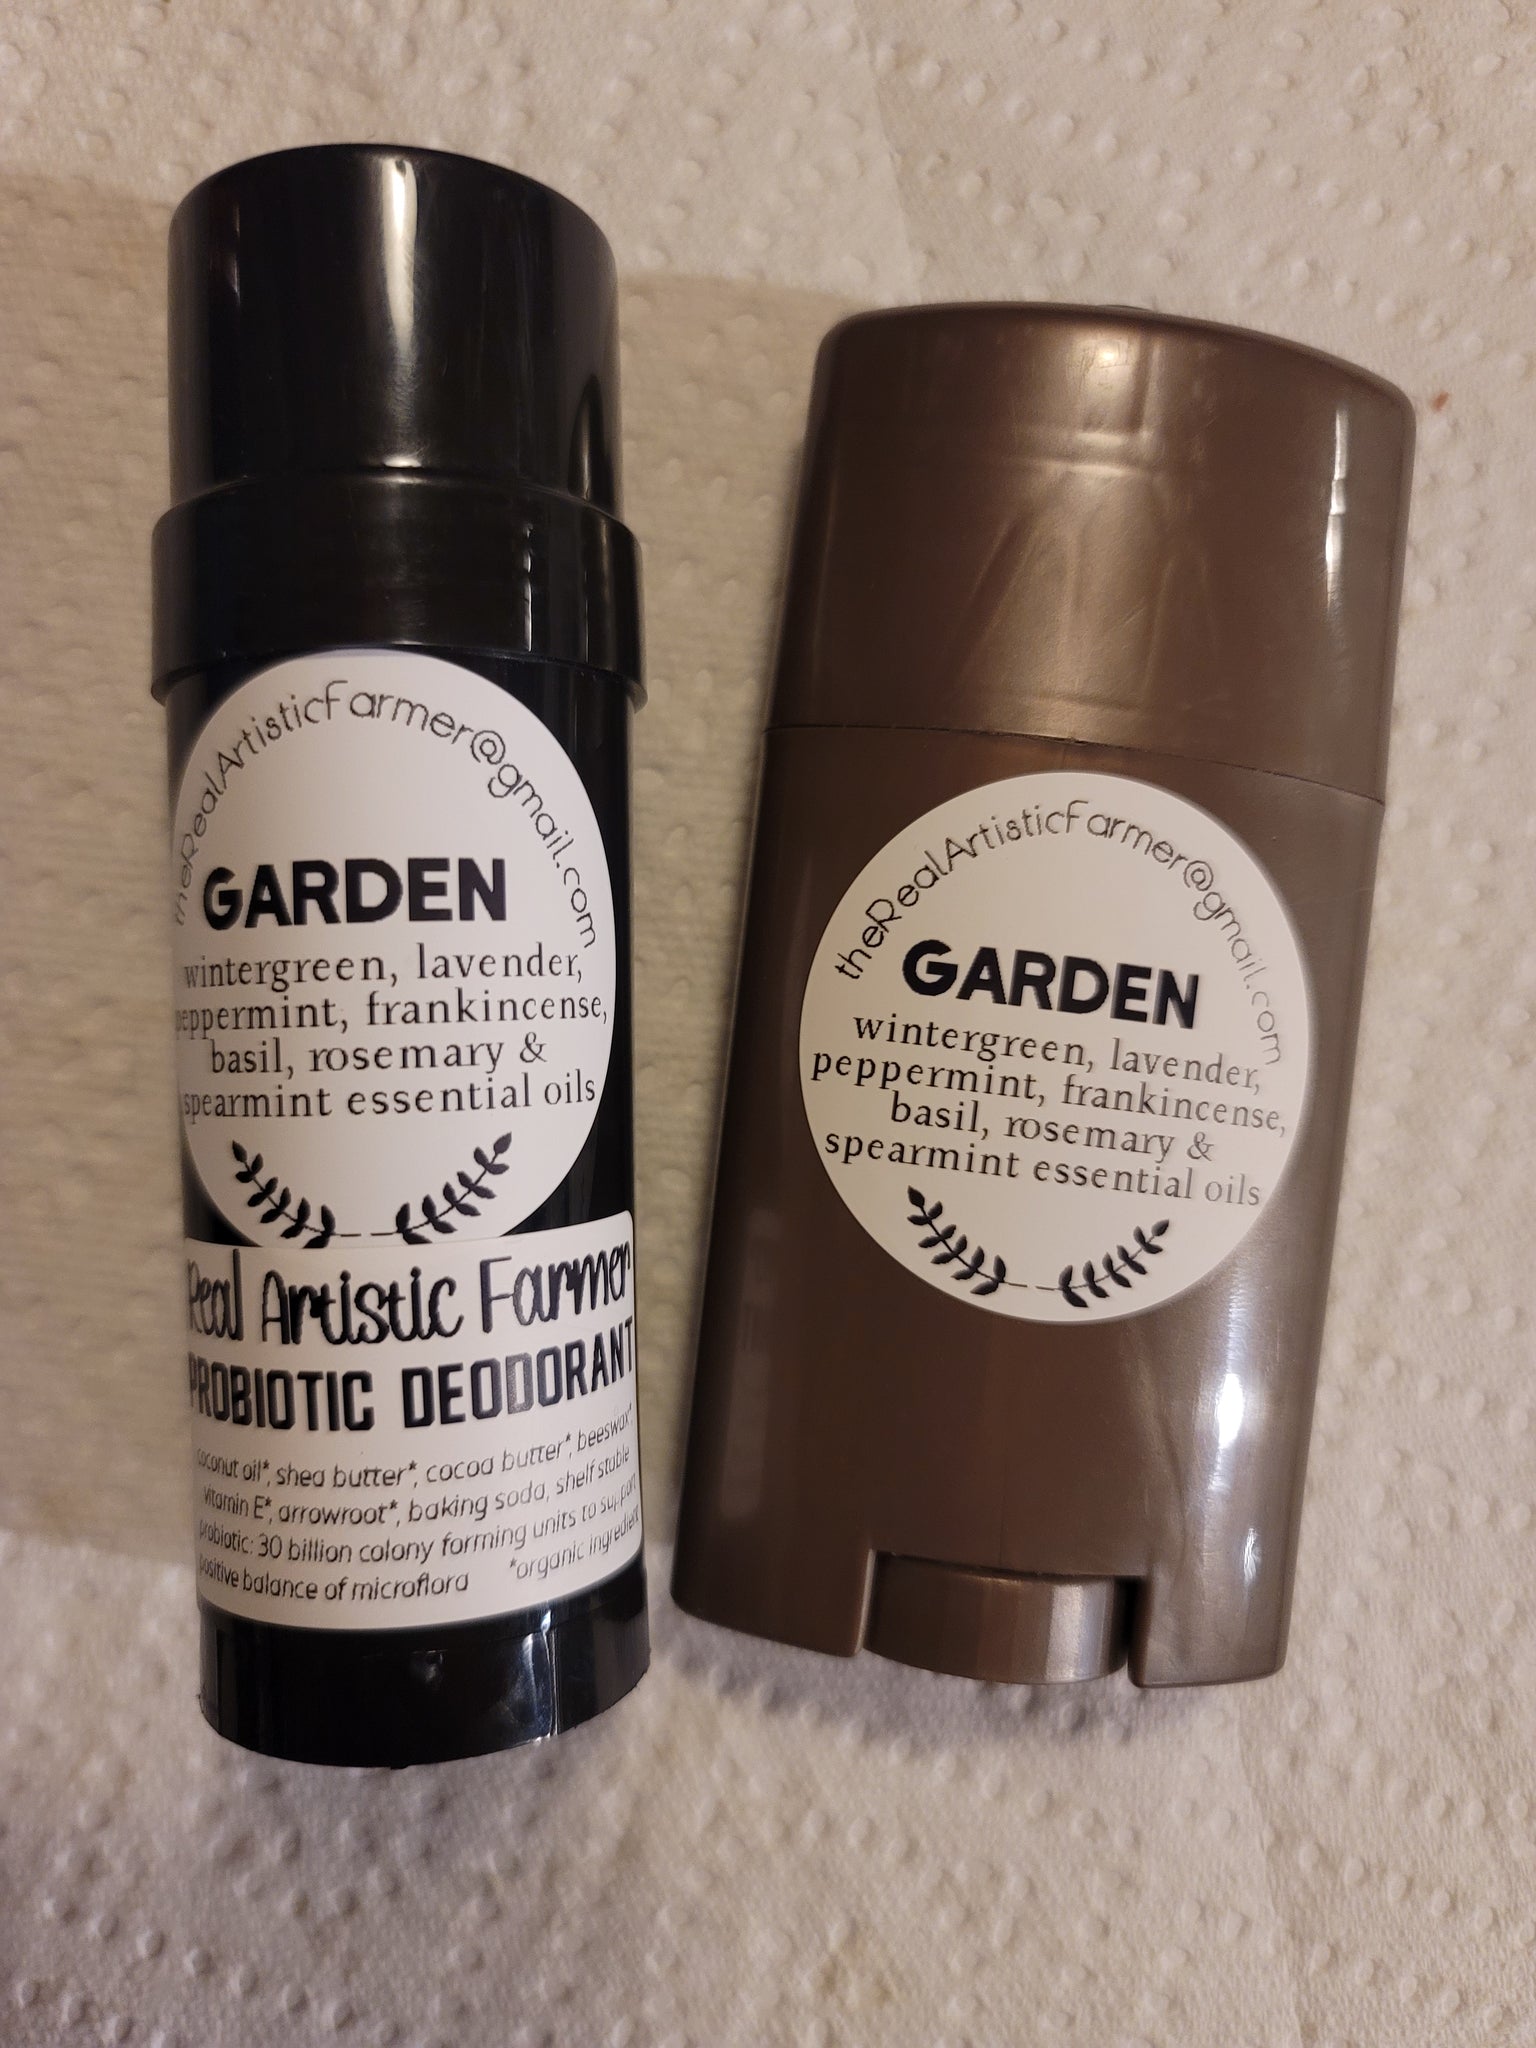 theRealArtisticFarmer@gmail.com
GARDEN
wintergreen, lavender,
peppermint, frankincense,
basil, rosemary &
spearmint essential oils
Real Artistic Farmer
PROBIOTIC DEODORANT
coconut oil*, shea butter*, cocoa butter*, beeswax*,
vitamin E*, arrowroot*, baking soda, shelf stable
probiotic: 30 billion colony forming units to support
positive balance of microflora *organic ingredient
theRealArtisticFarmer@gmail.com
GARDEN
wintergreen, lavender,
peppermint, frankincense,
basil, rosemary &
spearmint essential oils